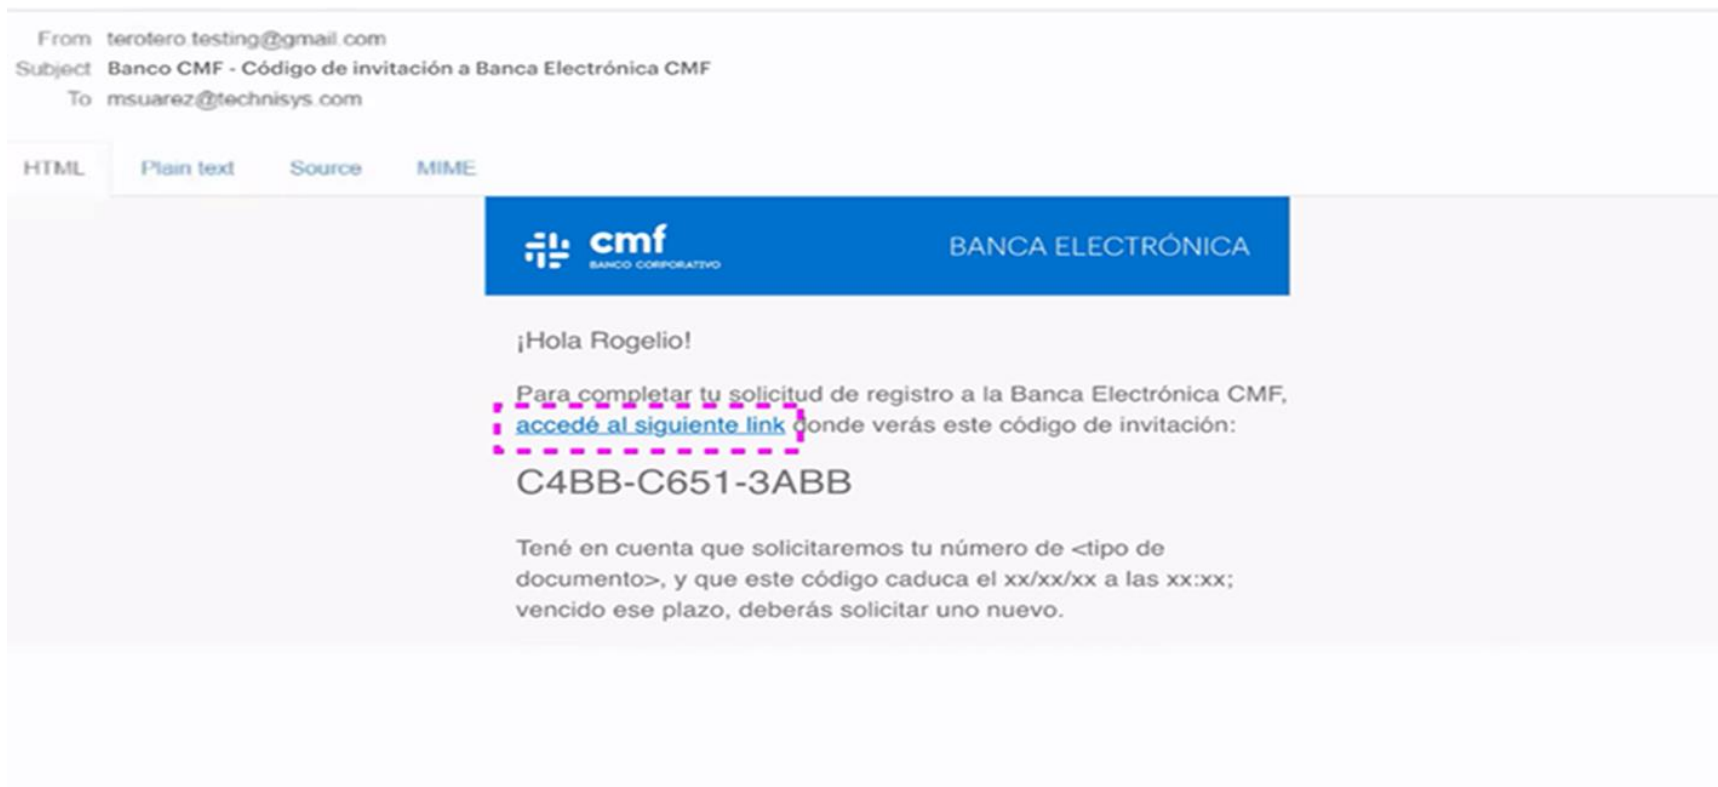 From terotero.testing@gmail.com
Subject Banco CMF - Código de invitación a Banca Electrónica CMF
To msuarez@technisys.com
HTML Plain text Source MIME
cmf
BANCO CORPORATIVO
BANCA ELECTRÓNICA
¡Hola Rogelio!
Para completar tu solicitud de registro a la Banca Electrónica CMF,
accedé al siguiente link donde verás este código de invitación:
C4BB-C651-3ABB
Tené en cuenta que solicitaremos tu número de <tipo de
documento>, y que este código caduca el xx/xx/xx a las xx:xx;
vencido ese plazo, deberás solicitar uno nuevo.